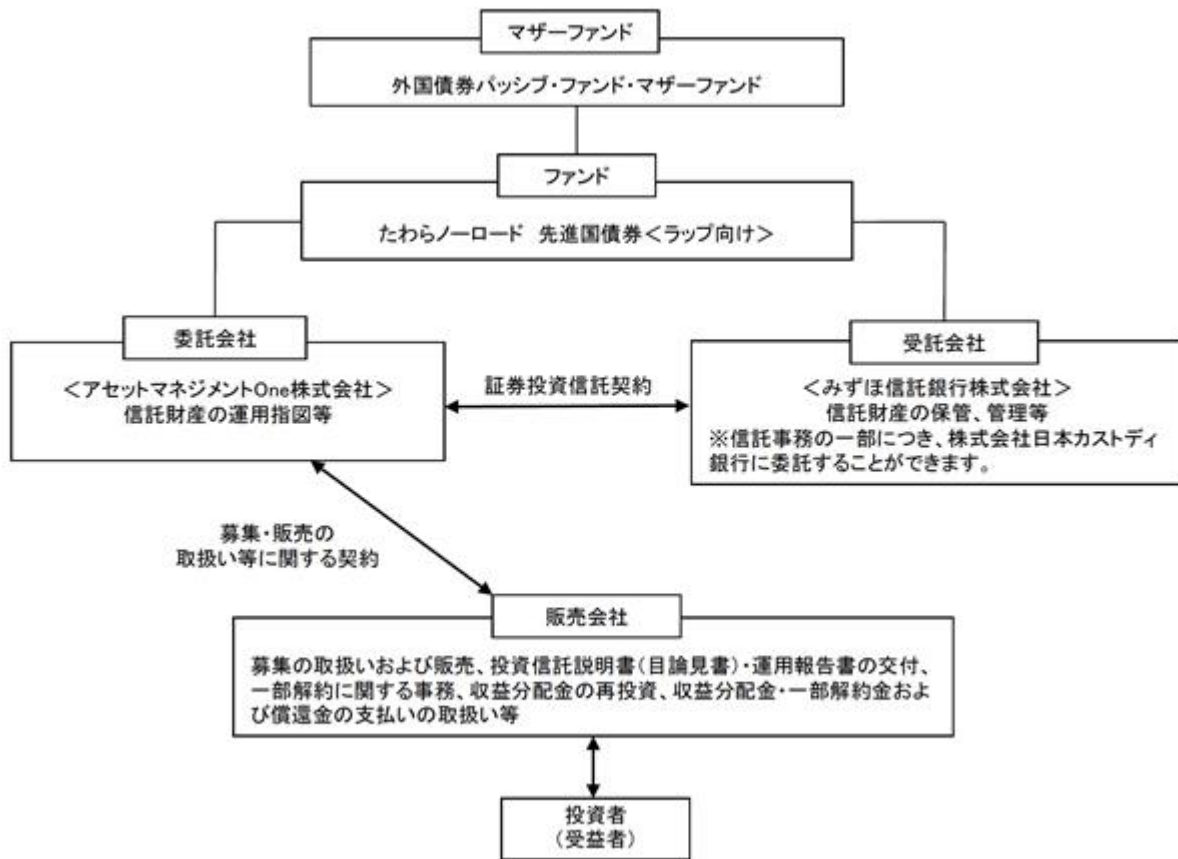 マザーファンド
外国債券パッシブ・ファンド・マザーファンド
ファンド
たわらノーロード 先進国債券＜ラップ向け＞
委託会社
＜アセットマネジメントOne株式会社＞
信託財産の運用指図等
証券投資信託契約
受託会社
＜みずほ信託銀行株式会社＞
信託財産の保管、管理等
※信託事務の一部につき、株式会社日本カストディ
銀行に委託することができます。
募集・販売の
取扱い等に関する契約
販売会社
募集の取扱いおよび販売、投資信託説明書（目論見書）・運用報告書の交付、
一部解約に関する事務、収益分配金の再投資、収益分配金・一部解約金およ
び償還金の支払いの取扱い等
投資者
（受益者）